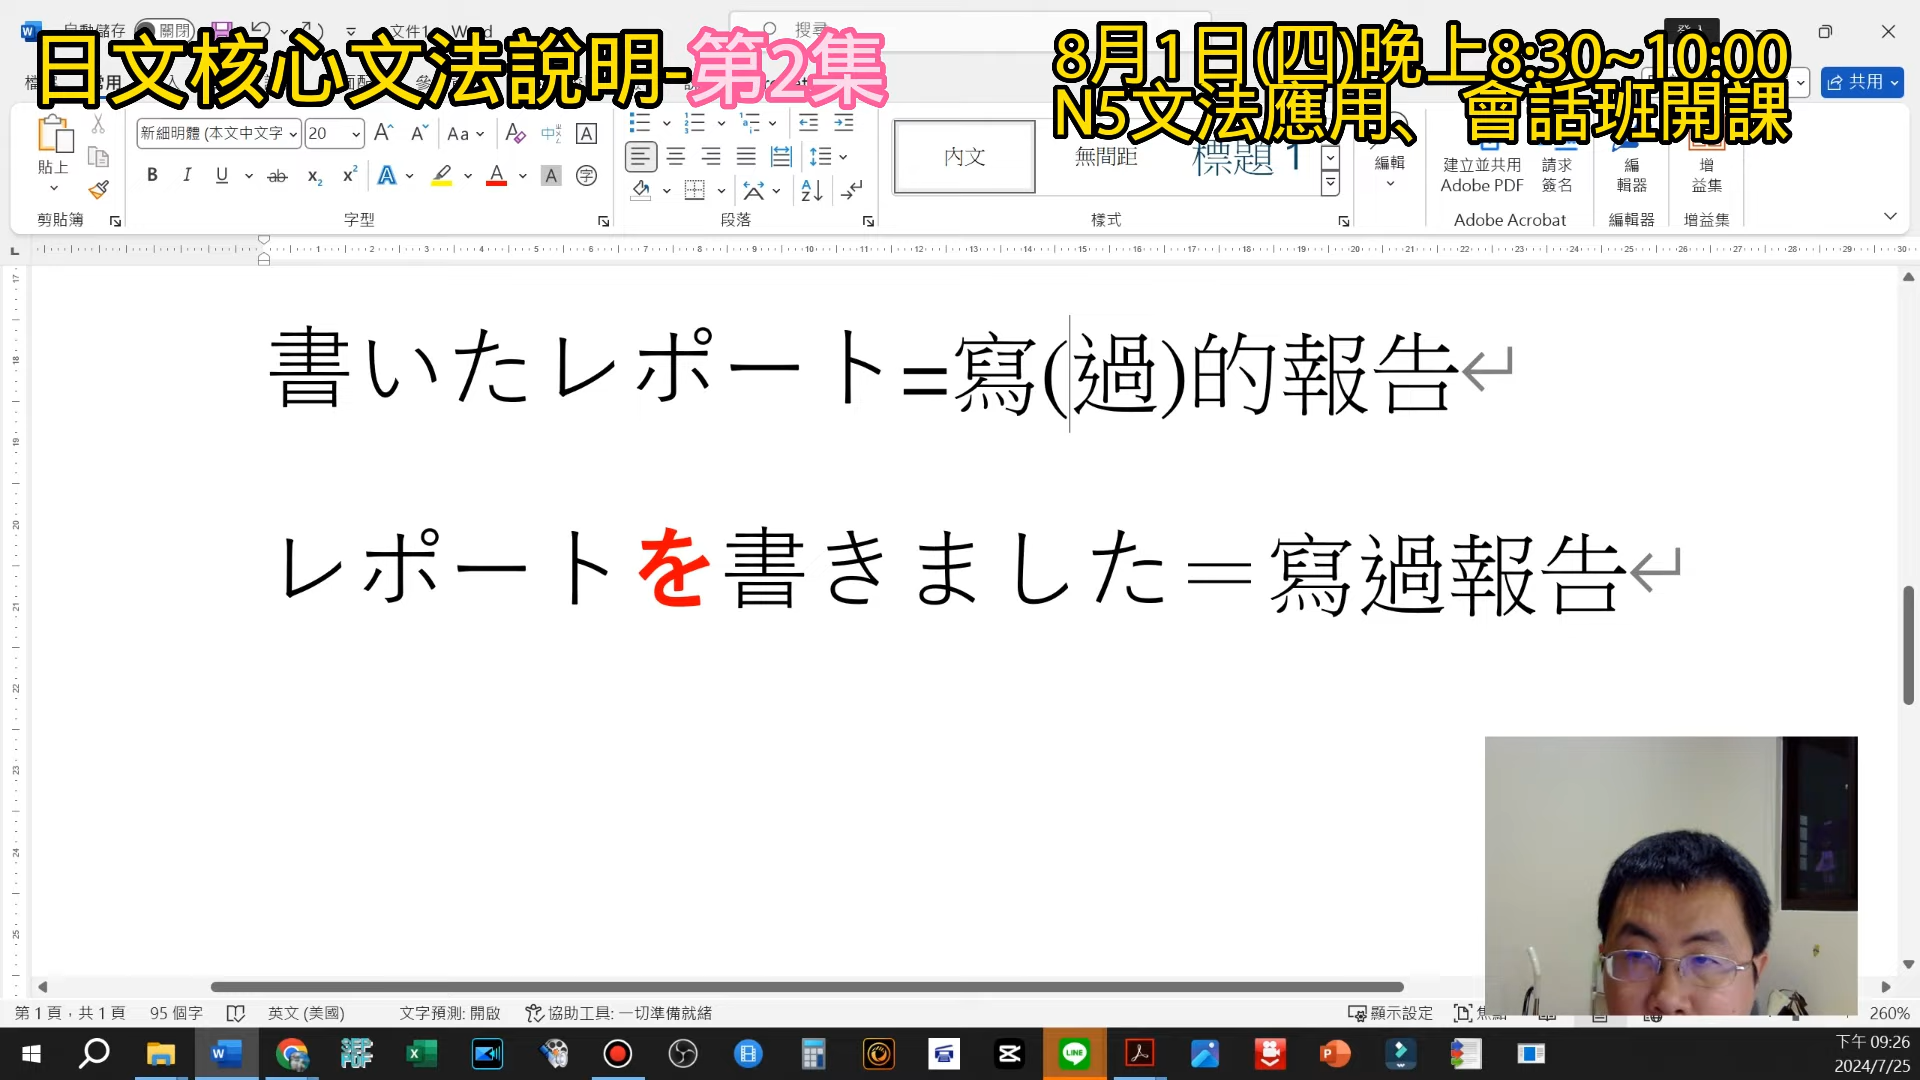 日文核心文法說明-第2集
8月1日(四)晚上8:30~10:00
N5文法應用、會話班開課
搜尋
共用
貼上
剪貼簿
新細明體 (本文中文字
20
字型
段落
內文
無間距
標題 1
樣式
編輯
建立並共用
Adobe PDF
請求
簽名
Adobe Acrobat
編
輯器
編輯器
增
益集
增益集
書いたレポート=寫(過)的報告
レポートを書きました＝寫過報告
第 1 頁，共 1 頁
95 個字
英文 (美國)
文字預測: 開啟
協助工具: 一切準備就緒
顯示設定
260%
下午 09:26
2024/7/25